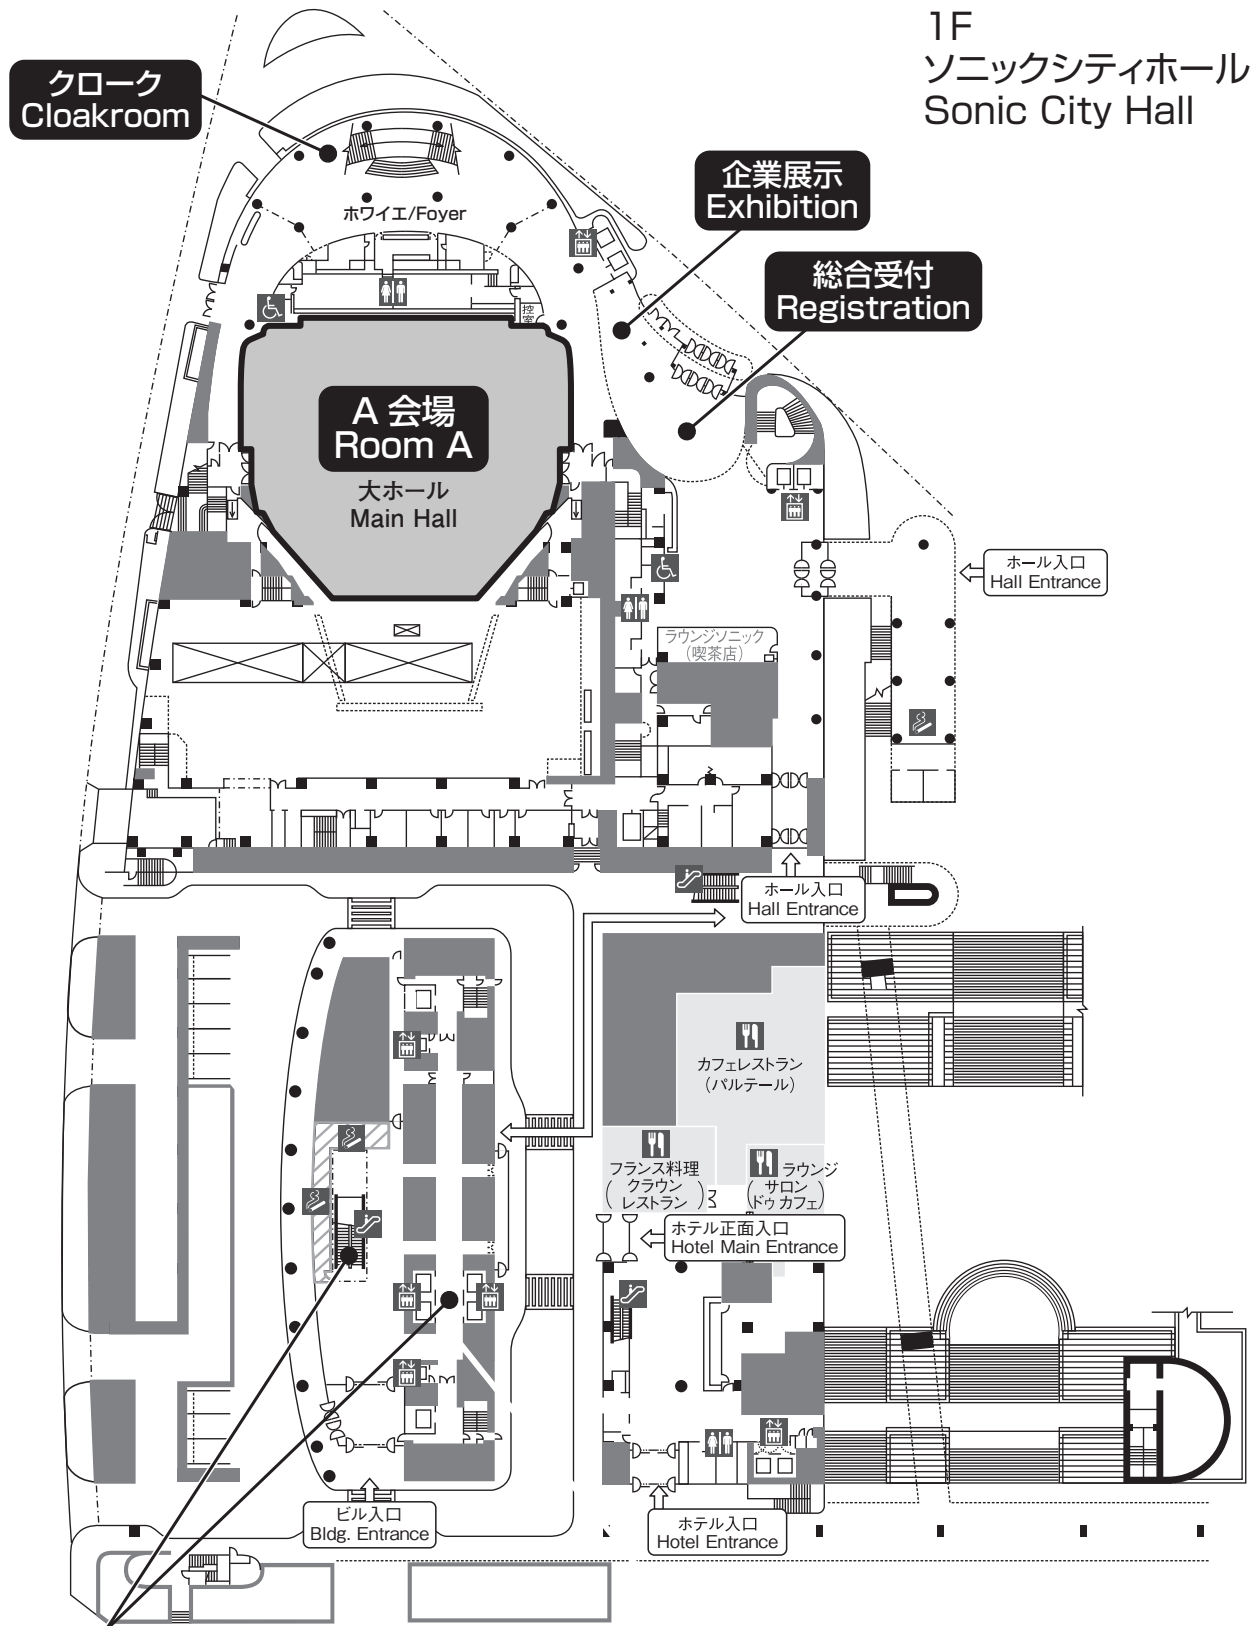 1F
ソニックシティホール
Sonic City Hall
クローク
Cloakroom
企業展示
Exhibition
ホワイエ/Foyer
総合受付
Registration
控室
A 会場
Room A
大ホール
Main Hall
ホール入口
Hall Entrance
ラウンジソニック
(喫茶店)
ホール入口
Hall Entrance
カフェレストラン
(パルテール)
フランス料理
(クラウン
レストラン)
ラウンジ
(サロン
ドゥ カフェ)
ホテル正面入口
Hotel Main Entrance
ビル入口
Bldg. Entrance
ホテル入口
Hotel Entrance